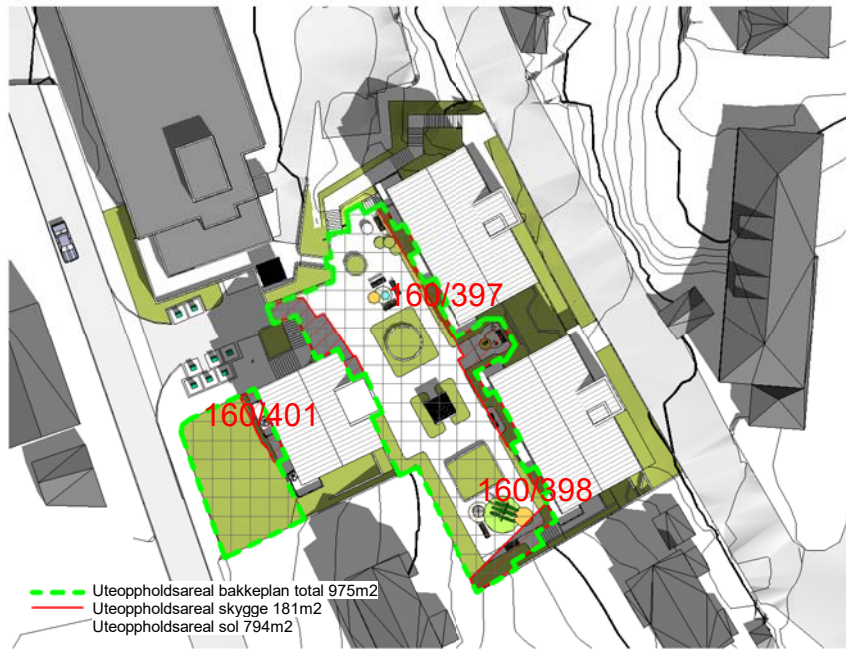 160/397
160/401
160/398
Uteoppholdsareal bakkeplan total 975m2
Uteoppholdsareal skygge 181m2
Uteoppholdsareal sol 794m2